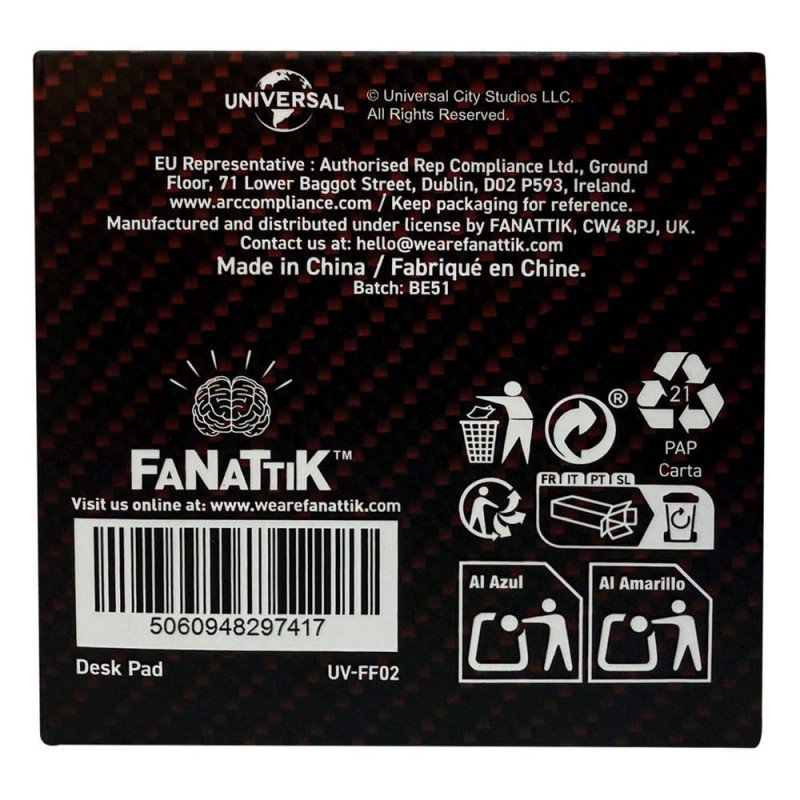 UNIVERSAL
© Universal City Studios LLC.
All Rights Reserved.
EU Representative : Authorised Rep Compliance Ltd., Ground
Floor, 71 Lower Baggot Street, Dublin, D02 P593, Ireland.
www.arccompliance.com / Keep packaging for reference.
Manufactured and distributed under license by FANATTIK, CW4 8PJ, UK.
Contact us at: hello@wearefanattik.com
Made in China / Fabriqué en Chine.
Batch: BE51
FANATTIK™
Visit us online at: www.wearefanattik.com
5060948297417
Desk Pad
UV-FF02
®
21
PAP
Carta
FR IT PT SL
Al Azul
Al Amarillo